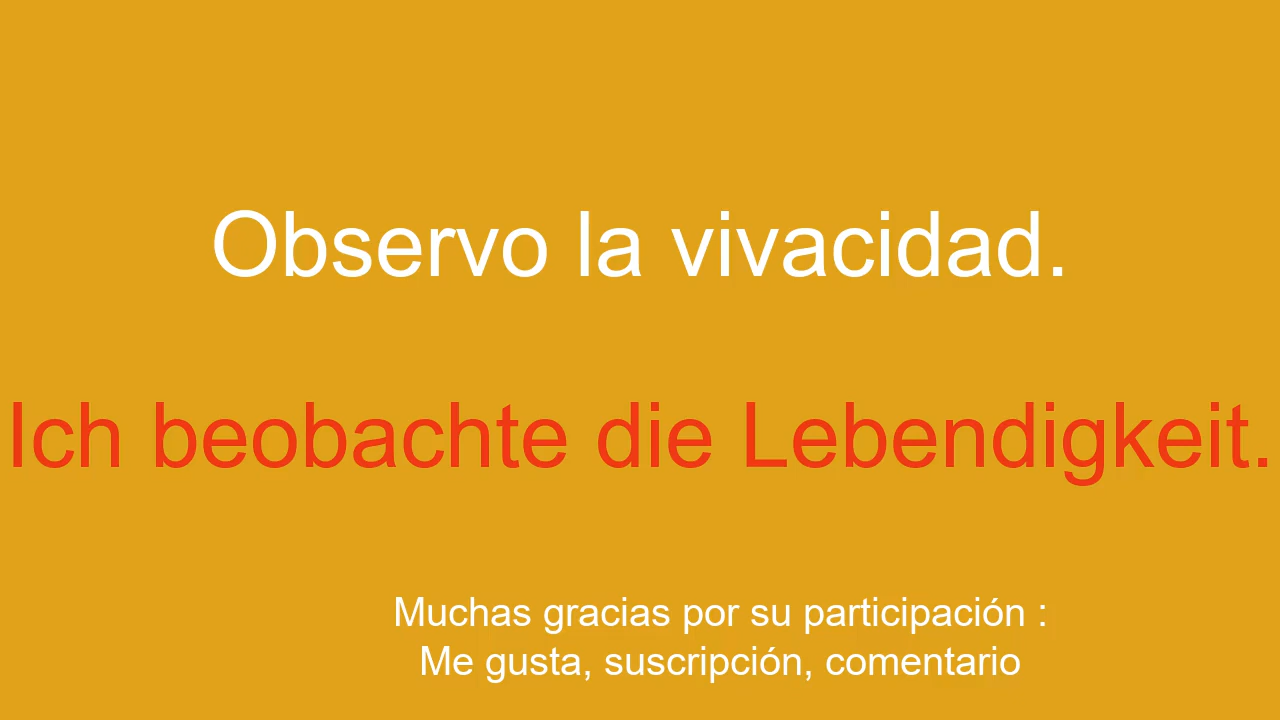 Observo la vivacidad.
Ich beobachte die Lebendigkeit.
Muchas gracias por su participación :
Me gusta, suscripción, comentario